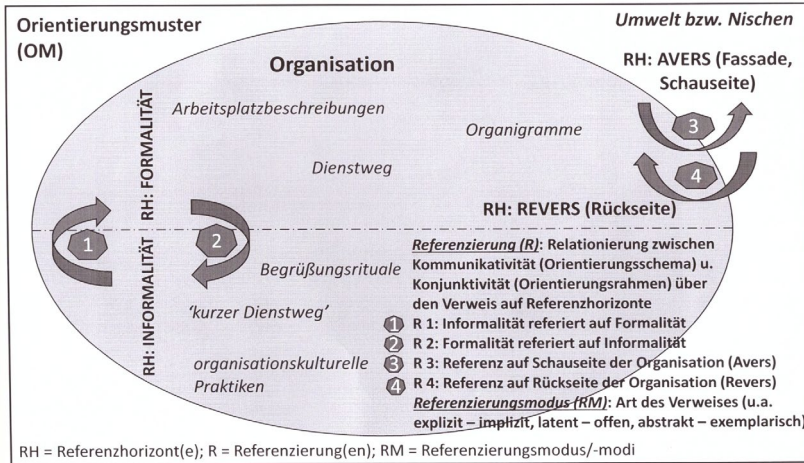 Orientierungsmuster
(OM)
Umwelt bzw. Nischen
RH: AVERS (Fassade,
Schauseite)
Organisation
RH: FORMALITÄT
Arbeitsplatzbeschreibungen
Organigramme
Dienstweg
3
4
RH: REVERS (Rückseite)
1
2
RH: INFORMALITÄT
Begrüßungsrituale
'kurzer Dienstweg'
organisationskulturelle
Praktiken
Referenzierung (R): Relationierung zwischen
Kommunikativität (Orientierungsschema) u.
Konjunktivität (Orientierungsrahmen) über
den Verweis auf Referenzhorizonte
1 R 1: Informalität referiert auf Formalität
2 R 2: Formalität referiert auf Informalität
3 R 3: Referenz auf Schauseite der Organisation (Avers)
4 R 4: Referenz auf Rückseite der Organisation (Revers)
Referenzierungsmodus (RM): Art des Verweises (u.a.
explizit – implizit, latent – offen, abstrakt – exemplarisch)
RH = Referenzhorizont(e); R = Referenzierung(en); RM = Referenzierungsmodus/-modi